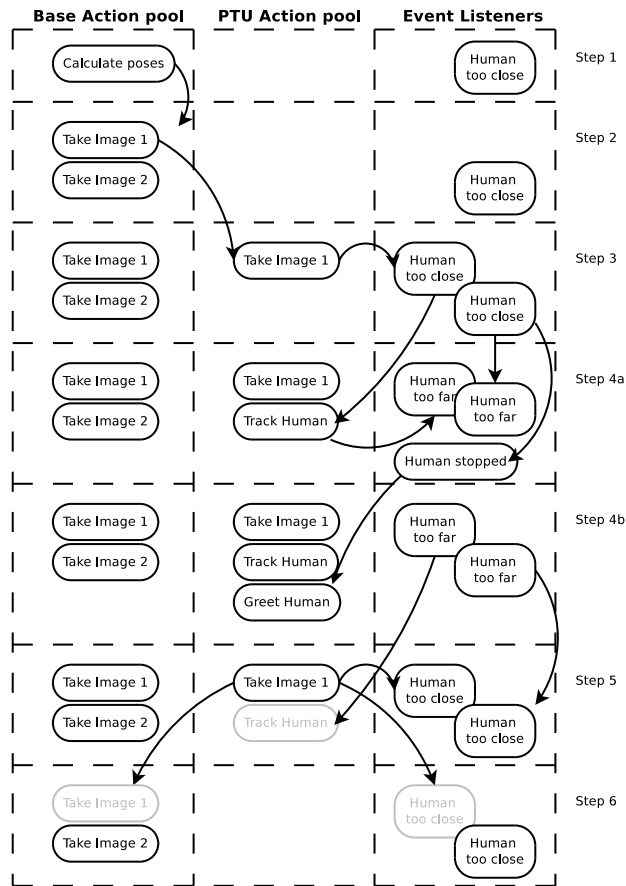 Base Action pool
PTU Action pool
Event Listeners
Calculate poses
Human
too close
Step 1
Take Image 1
Take Image 2
Human
too close
Step 2
Take Image 1
Take Image 2
Take Image 1
Human
too close
Human
too close
Step 3
Take Image 1
Take Image 2
Take Image 1
Track Human
Human
too far
Human
too far
Human stopped
Step 4a
Take Image 1
Take Image 2
Take Image 1
Track Human
Greet Human
Human
too far
Human
too far
Step 4b
Take Image 1
Take Image 2
Take Image 1
Track Human
Human
too close
Human
too close
Step 5
Take Image 1
Take Image 2
Human
too close
Human
too close
Step 6